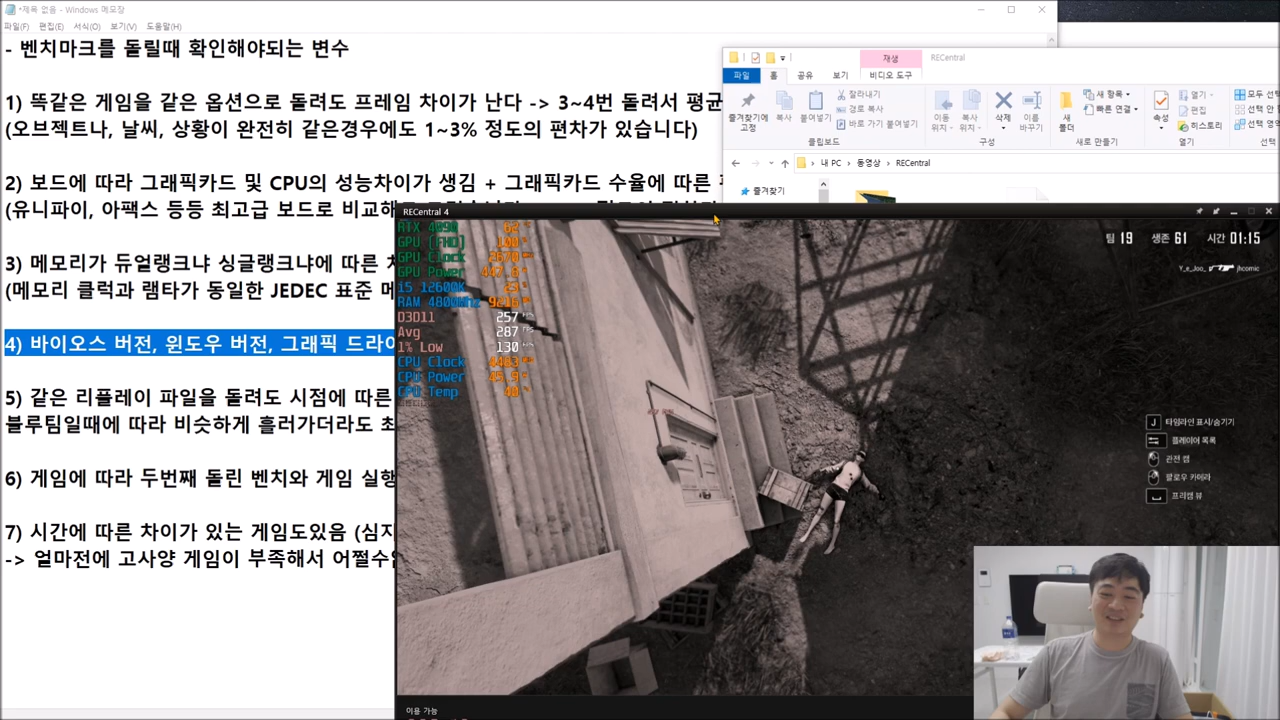 *제목 없음 - Windows 메모장
파일(F) 편집(E) 서식(O) 보기(V) 도움말(H)
- 벤치마크를 돌릴때 확인해야되는 변수
1) 똑같은 게임을 같은 옵션으로 돌려도 프레임 차이가 난다 -> 3~4번 돌려서 평균
(오브젝트나, 날씨, 상황이 완전히 같은경우에도 1~3% 정도의 편차가 있습니다)
2) 보드에 따라 그래픽카드 및 CPU의 성능차이가 생김 + 그래픽카드 수율에 따른
(유니파이, 아팩스 등등 최고급 보드로 비교해
3) 메모리가 듀얼랭크냐 싱글랭크냐에 따른
(메모리 클럭과 램타가 동일한 JEDEC 표준
4) 바이오스 버전, 윈도우 버전, 그래픽 드라이
5) 같은 리플레이 파일을 돌려도 시점에 따른
블루팀일때에 따라 비슷하게 흘러가더라도
6) 게임에 따라 두번째 돌린 벤치와 게임 실행
7) 시간에 따른 차이가 있는 게임도있음 (심지
-> 얼마전에 고사양 게임이 부족해서 어쩔수
재생
RECentral
파일 홈 공유 보기 비디오 도구
즐겨찾기에 고정
복사
붙여넣기
잘라내기
경로 복사
바로 가기 붙여넣기
이동 위치
복사 위치
삭제
이름 바꾸기
새 폴더
새 항목
빠른 연결
속성
열기
편집
히스토리
모두 선택
선택 안
선택 영
클립보드
구성
새로 만들기
열기
내 PC > 동영상 > RECentral
즐겨찾기
RECentral 4
RTX 4090 62
GPU (FHD) 100
GPU Clock 2670
GPU Power
i5 12600K
RAM 4800MHz 9216
D3D11 257
Avg 287 FPS
1% Low 130
CPU Clock
CPU Power 45.9
CPU Temp 40
팀 19 생존 61 시간 01:15
Y_e_Joo_ jhcomic
J 타임라인 표시/숨기기
플레이어 목록
관전 캠
팔로우 카메라
프리캠 뷰
이용 가능